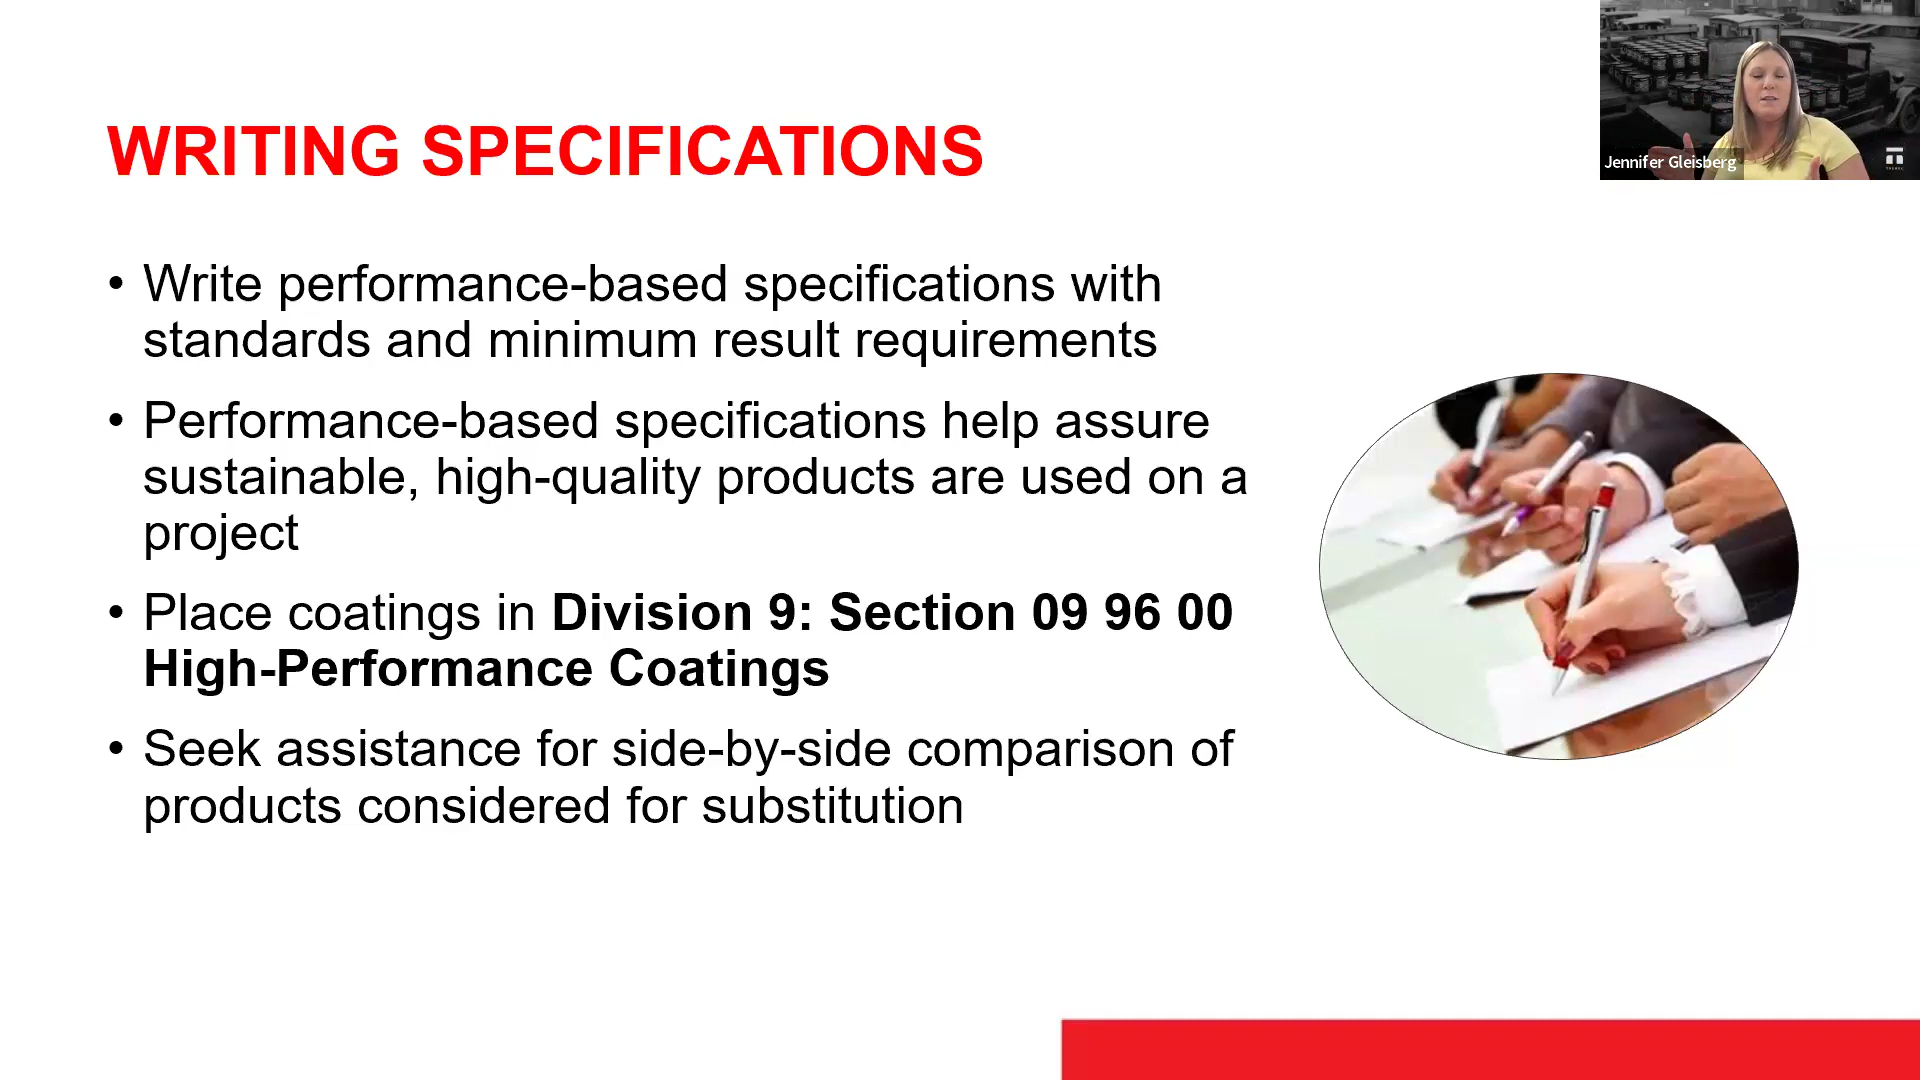 WRITING SPECIFICATIONS
• Write performance-based specifications with
standards and minimum result requirements
• Performance-based specifications help assure
sustainable, high-quality products are used on a
project
• Place coatings in Division 9: Section 09 96 00
High-Performance Coatings
• Seek assistance for side-by-side comparison of
products considered for substitution
Jennifer Gleisberg